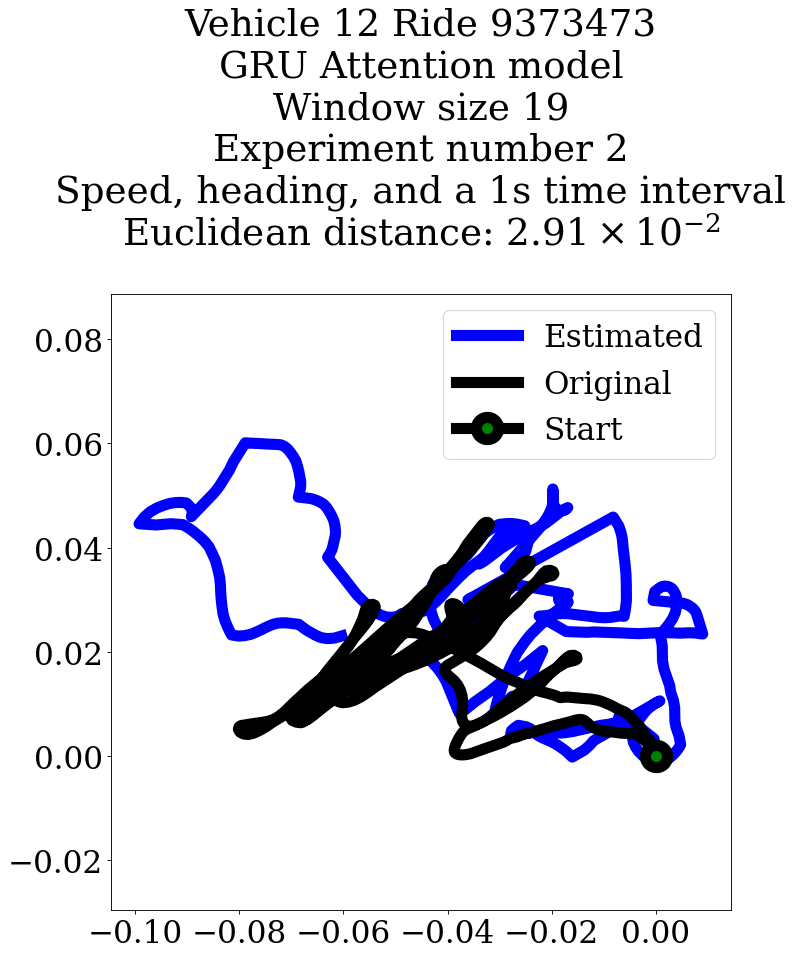 Vehicle 12 Ride 9373473
GRU Attention model
Window size 19
Experiment number 2
Speed, heading, and a 1s time interval
Euclidean distance: 2.91 × 10⁻²
Estimated
Original
Start
0.08
0.06
0.04
0.02
0.00
−0.02
−0.10 −0.08 −0.06 −0.04 −0.02 0.00